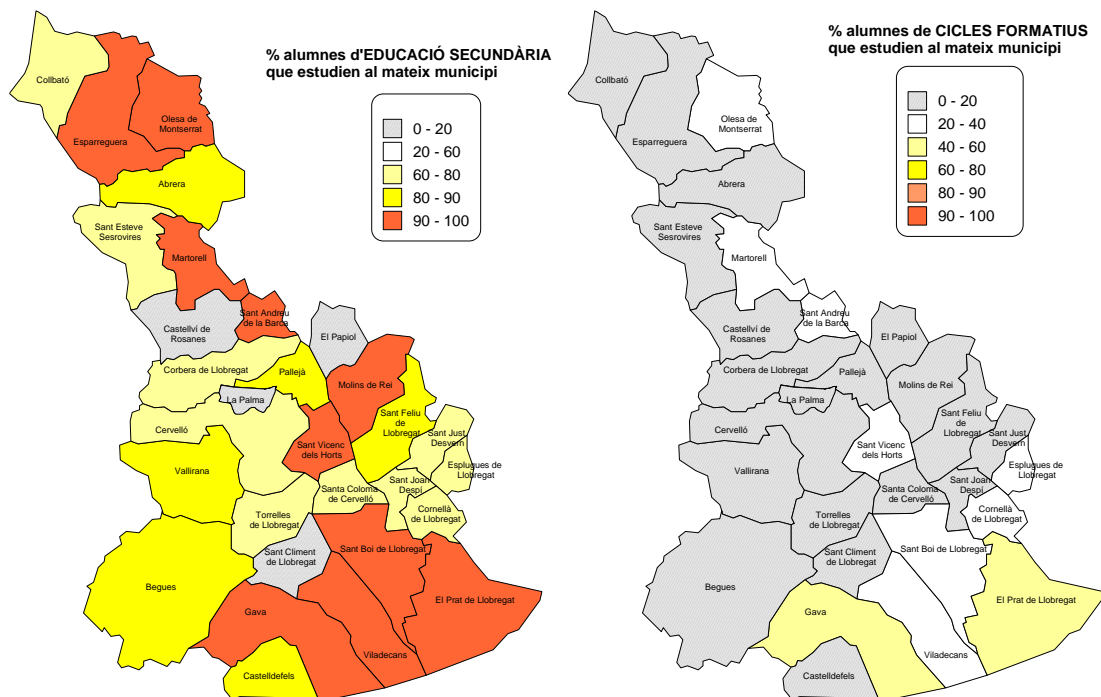 % alumnes d'EDUCACIÓ SECUNDÀRIA
que estudien al mateix municipi
0 - 20
20 - 60
60 - 80
80 - 90
90 - 100
Collbató
Olesa de
Montserrat
Esparreguera
Abrera
Sant Esteve
Sesrovires
Martorell
Sant Andreu
de la Barca
Castellví de
Rosanes
El Papiol
Corbera de Llobregat
Pallejà
Molins de Rei
La Palma
Sant Feliu
de
Llobregat
Cervelló
Sant Just
Desvern
Sant Vicenc
dels Horts
Vallirana
Esplugues de
Llobregat
Santa Coloma
de Cervelló
Sant Joan
Despí
Torrelles
de Llobregat
Cornellà
de Llobregat
Sant Climent
de Llobregat
Sant Boi de Llobregat
Begues
El Prat de Llobregat
Gava
Viladecans
Castelldefels
% alumnes de CICLES FORMATIUS
que estudien al mateix municipi
0 - 20
20 - 40
40 - 60
60 - 80
80 - 90
90 - 100
Collbató
Olesa de
Montserrat
Esparreguera
Abrera
Sant Esteve
Sesrovires
Martorell
Sant Andreu
de la Barca
Castellví de
Rosanes
El Papiol
Corbera de Llobregat
Pallejà
Molins de Rei
La Palma
Sant Feliu
de
Llobregat
Cervelló
Sant Just
Desvern
Sant Vicenc
dels Horts
Vallirana
Esplugues de
Llobregat
Santa Coloma
de Cervelló
Sant Joan
Despí
Torrelles
de Llobregat
Cornellà
de Llobregat
Sant Climent
de Llobregat
Sant Boi de Llobregat
Begues
El Prat de Llobregat
Gava
Viladecans
Castelldefels